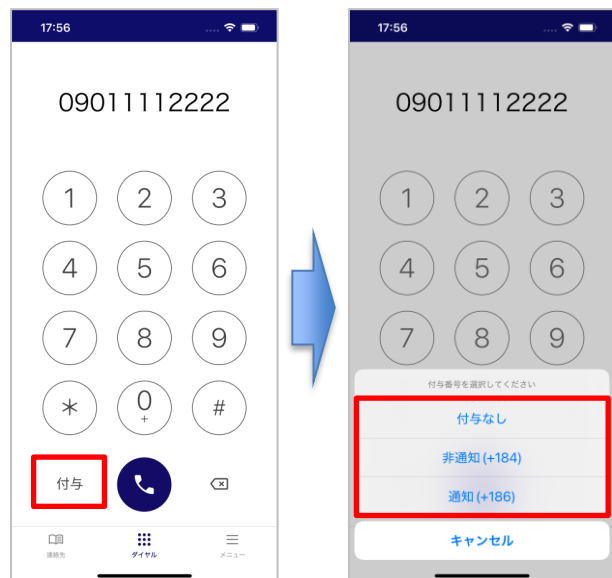 17:56
09011112222
1 2 3
4 5 6
7 8 9
* 0 #
+
付与
連絡先 ダイヤル メニュー
17:56
09011112222
1 2 3
4 5 6
7 8 9
付与番号を選択してください
付与なし
非通知 (+184)
通知 (+186)
キャンセル